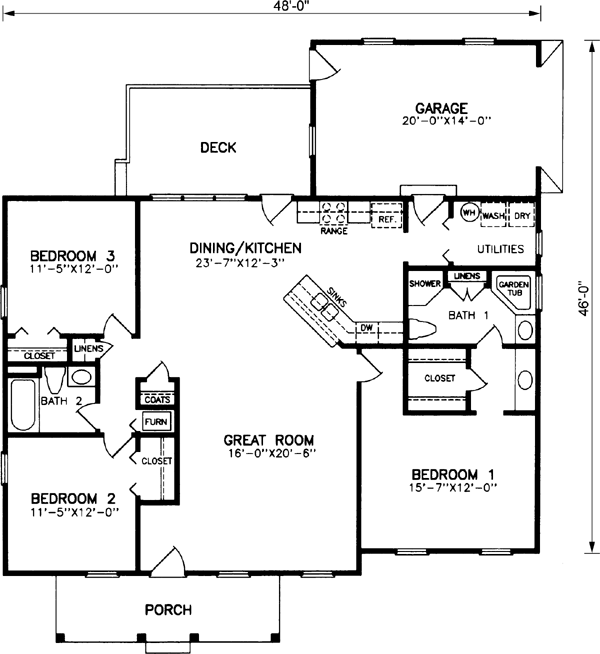 48'-0"
GARAGE
20'-0"X14'-0"
DECK
WH
WASH
DRY
REF.
RANGE
BEDROOM 3
11'-5"X12'-0"
DINING/KITCHEN
23'-7"X12'-3"
UTILITIES
SHOWER
LINENS
GARDEN
TUB
SINKS
BATH 1
46'-0"
DW
CLOSET
LINENS
CLOSET
BATH 2
COATS
FURN
GREAT ROOM
16'-0"X20'-6"
CLOSET
BEDROOM 1
15'-7"X12'-0"
BEDROOM 2
11'-5"X12'-0"
PORCH